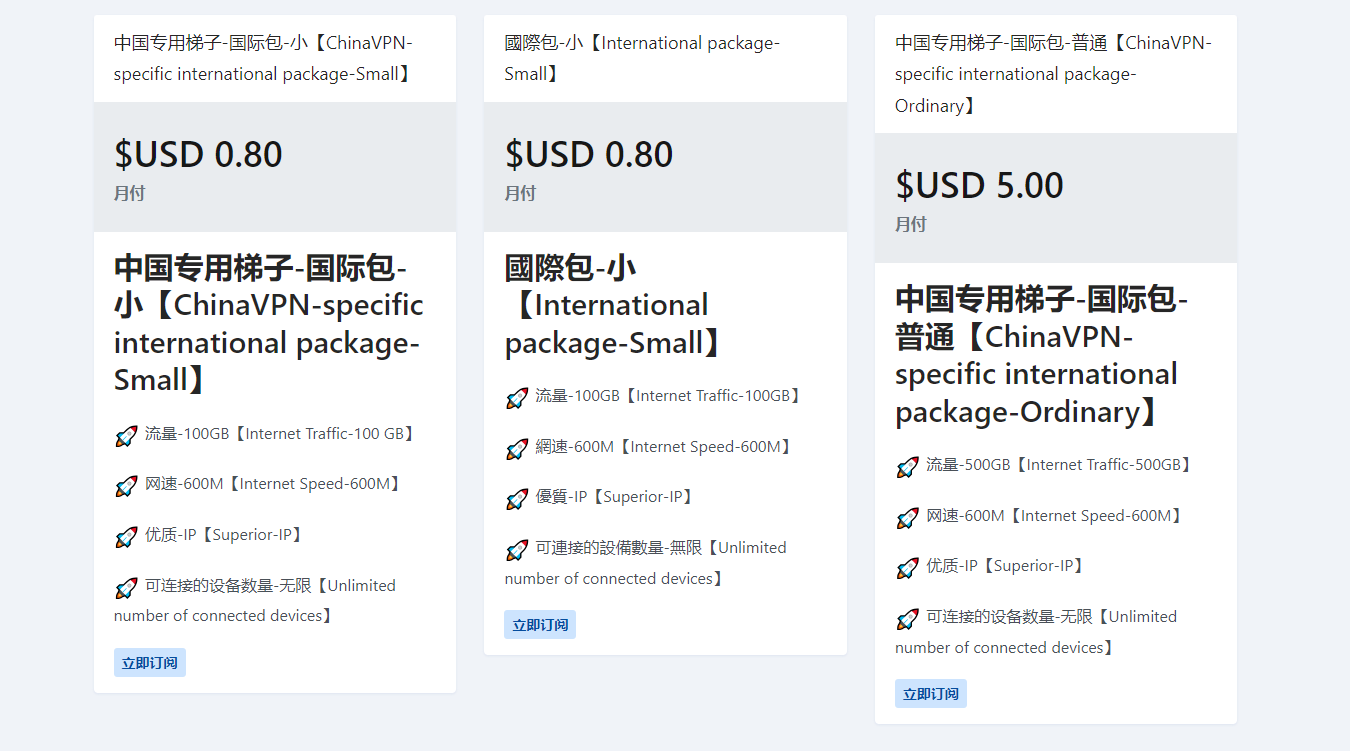 中国专用梯子-国际包-小【ChinaVPN-
specific international package-Small】
$USD 0.80
月付
中国专用梯子-国际包-
小【ChinaVPN-specific
international package-
Small】
流量-100GB【Internet Traffic-100 GB】
网速-600M【Internet Speed-600M】
优质-IP【Superior-IP】
可连接的设备数量-无限【Unlimited
number of connected devices】
立即订阅
國際包-小【International package-
Small】
$USD 0.80
月付
國際包-小
【International
package-Small】
流量-100GB【Internet Traffic-100GB】
網速-600M【Internet Speed-600M】
優質-IP【Superior-IP】
可連接的設備數量-無限【Unlimited
number of connected devices】
立即订阅
中国专用梯子-国际包-普通【ChinaVPN-
specific international package-
Ordinary】
$USD 5.00
月付
中国专用梯子-国际包-
普通【ChinaVPN-
specific international
package-Ordinary】
流量-500GB【Internet Traffic-500GB】
网速-600M【Internet Speed-600M】
优质-IP【Superior-IP】
可连接的设备数量-无限【Unlimited
number of connected devices】
立即订阅